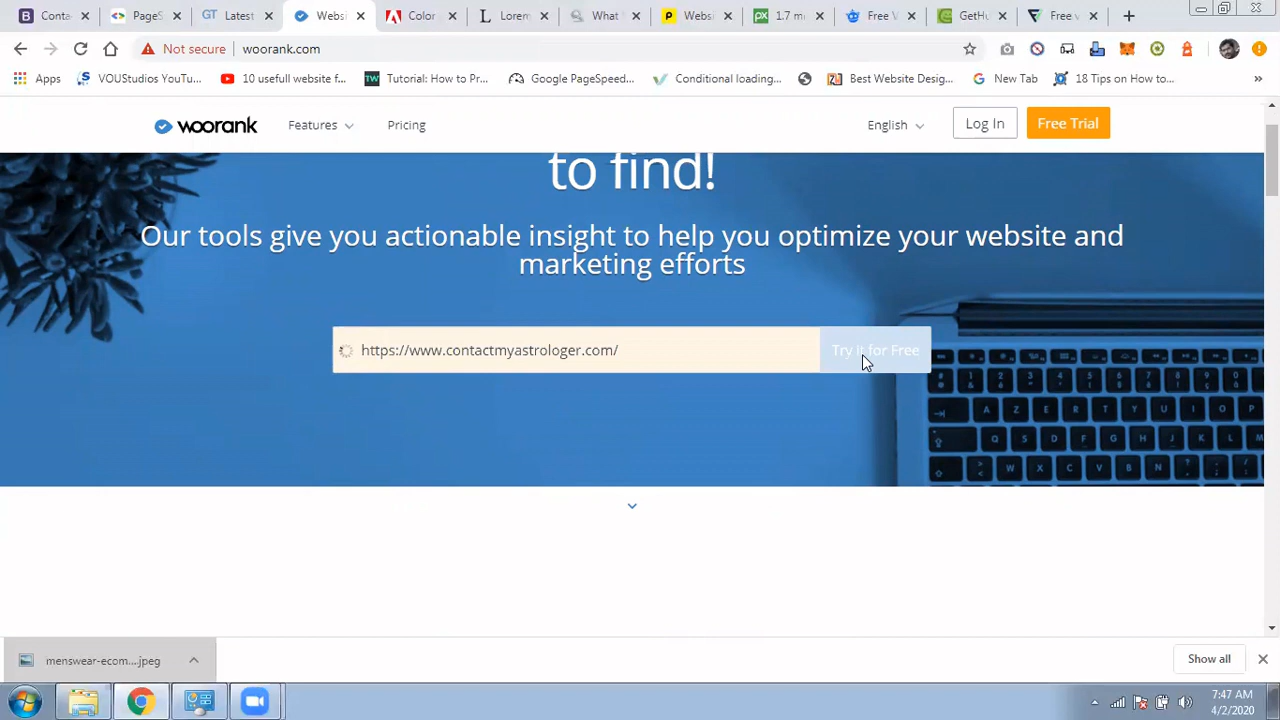 Conta
PageS
GT Latest
Websi
Color
Lorem
What
Webs
1.7 m
Free V
GetHu
Free v
Not secure woorank.com
Apps
VOUStudios YouTu...
10 usefull website f...
TW Tutorial: How to Pr...
Google PageSpeed...
Conditional loading...
Best Website Desig...
New Tab
18 Tips on How to...
»
woorank
Features
Pricing
English
Log In
Free Trial
to find!
Our tools give you actionable insight to help you optimize your website and
marketing efforts
https://www.contactmyastrologer.com/
Try it for Free
menswear-ecom....jpeg
Show all
7:47 AM
4/2/2020